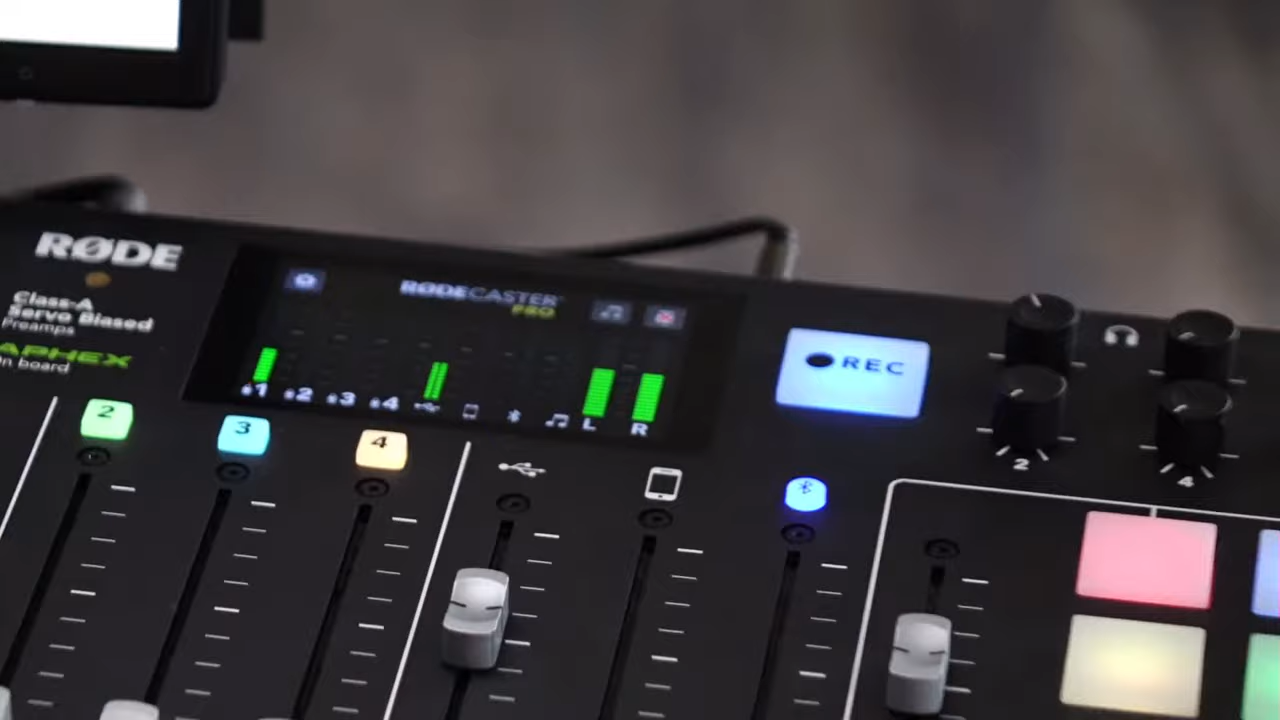 RØDE
Class-A
Servo Biased
Preamps
APHEX
On board
RØDECASTER
PRO
1 2 3 4 L R
REC
2 3 4
2
4